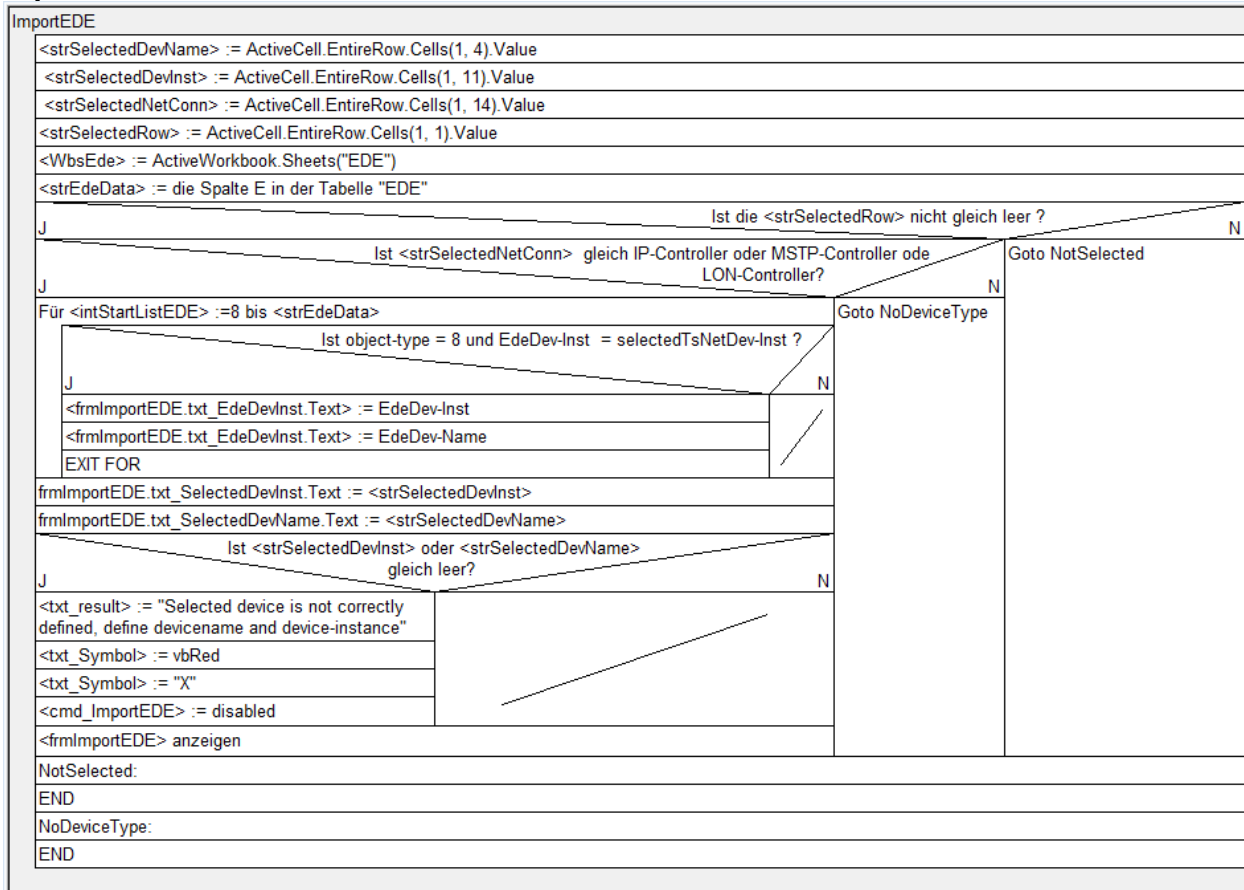 ImportEDE
<strSelectedDevName> := ActiveCell.EntireRow.Cells(1, 4).Value
<strSelectedDevInst> := ActiveCell.EntireRow.Cells(1, 11).Value
<strSelectedNetConn> := ActiveCell.EntireRow.Cells(1, 14).Value
<strSelectedRow> := ActiveCell.EntireRow.Cells(1, 1).Value
<WbsEde> := ActiveWorkbook.Sheets("EDE")
<strEdeData> := die Spalte E in der Tabelle "EDE"
Ist die <strSelectedRow> nicht gleich leer ?
J
N
Ist <strSelectedNetConn> gleich IP-Controller oder MSTP-Controller ode
LON-Controller?
J
N
Goto NotSelected
Für <intStartListEDE> :=8 bis <strEdeData>
Goto NoDeviceType
Ist object-type = 8 und EdeDev-Inst = selectedTsNetDev-Inst ?
J
N
<frmImportEDE.txt_EdeDevInst.Text> := EdeDev-Inst
<frmImportEDE.txt_EdeDevInst.Text> := EdeDev-Name
EXIT FOR
frmImportEDE.txt_SelectedDevInst.Text := <strSelectedDevInst>
frmImportEDE.txt_SelectedDevName.Text := <strSelectedDevName>
Ist <strSelectedDevInst> oder <strSelectedDevName>
gleich leer?
J
N
<txt_result> := "Selected device is not correctly
defined, define devicename and device-instance"
<txt_Symbol> := vbRed
<txt_Symbol> := "X"
<cmd_ImportEDE> := disabled
<frmImportEDE> anzeigen
NotSelected:
END
NoDeviceType:
END